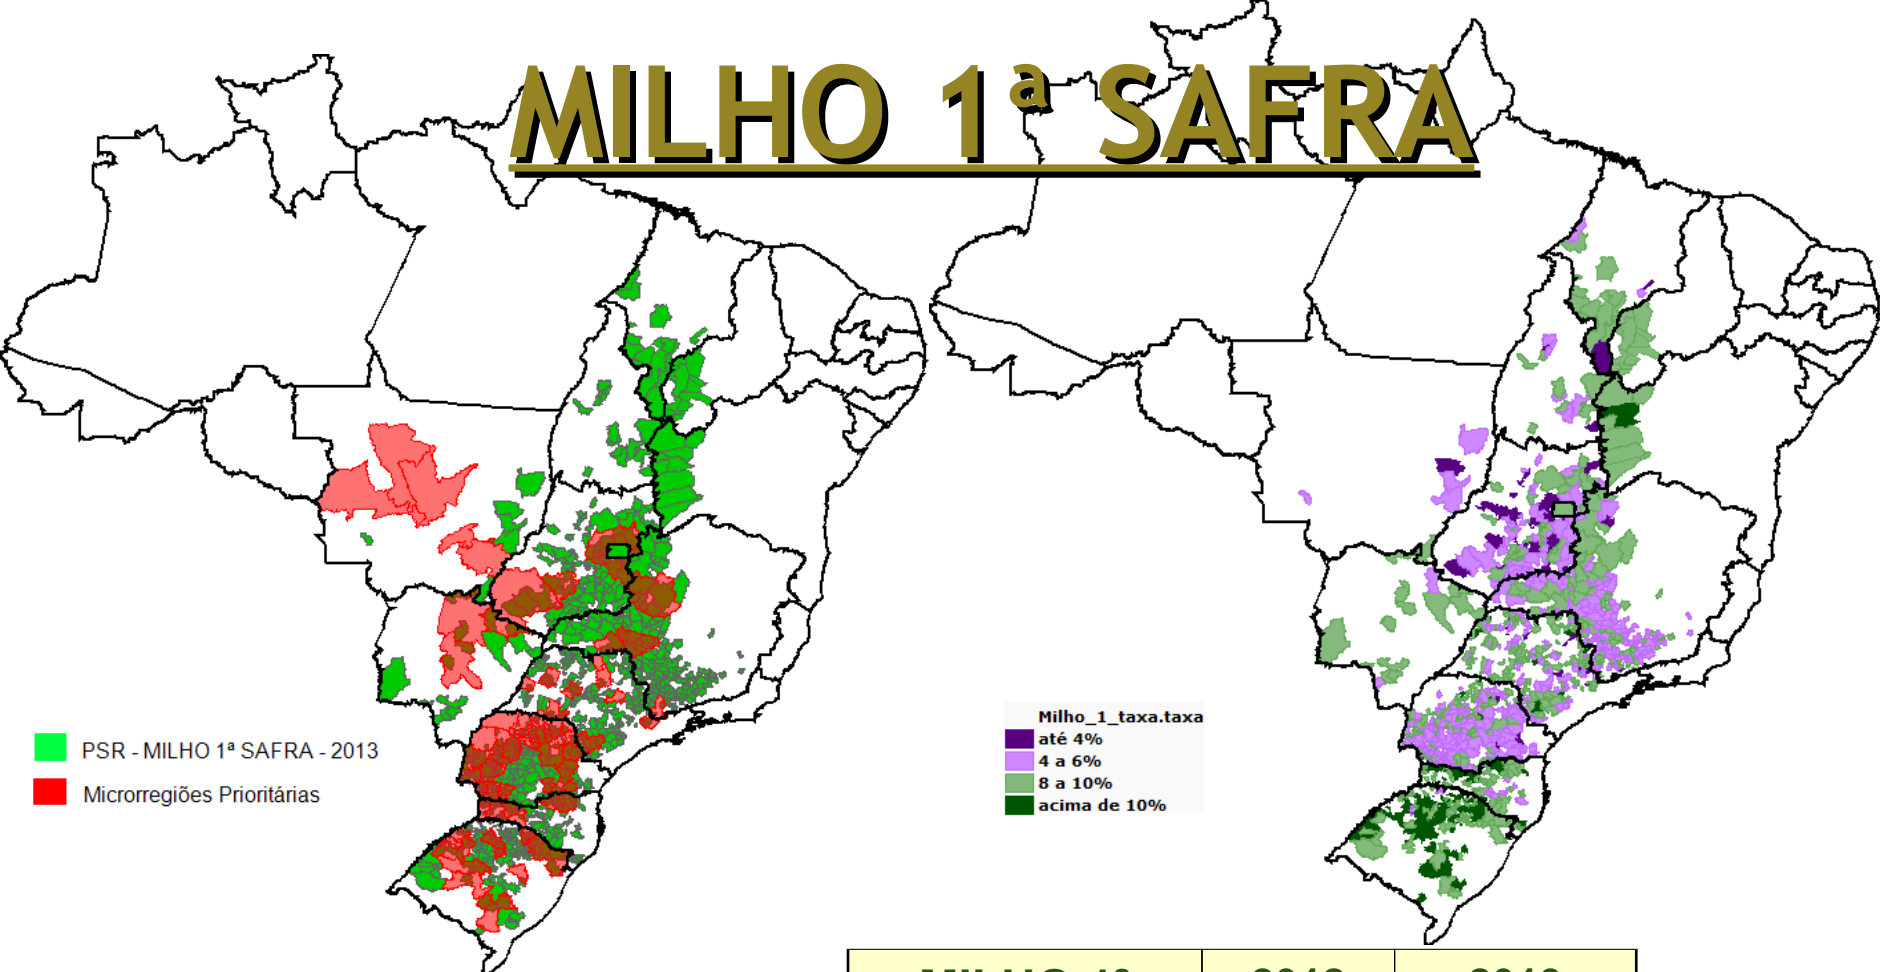 MILHO 1ª SAFRA
PSR - MILHO 1ª SAFRA - 2013
Microrregiões Prioritárias
Milho_1_taxa.taxa
até 4%
4 a 6%
8 a 10%
acima de 10%